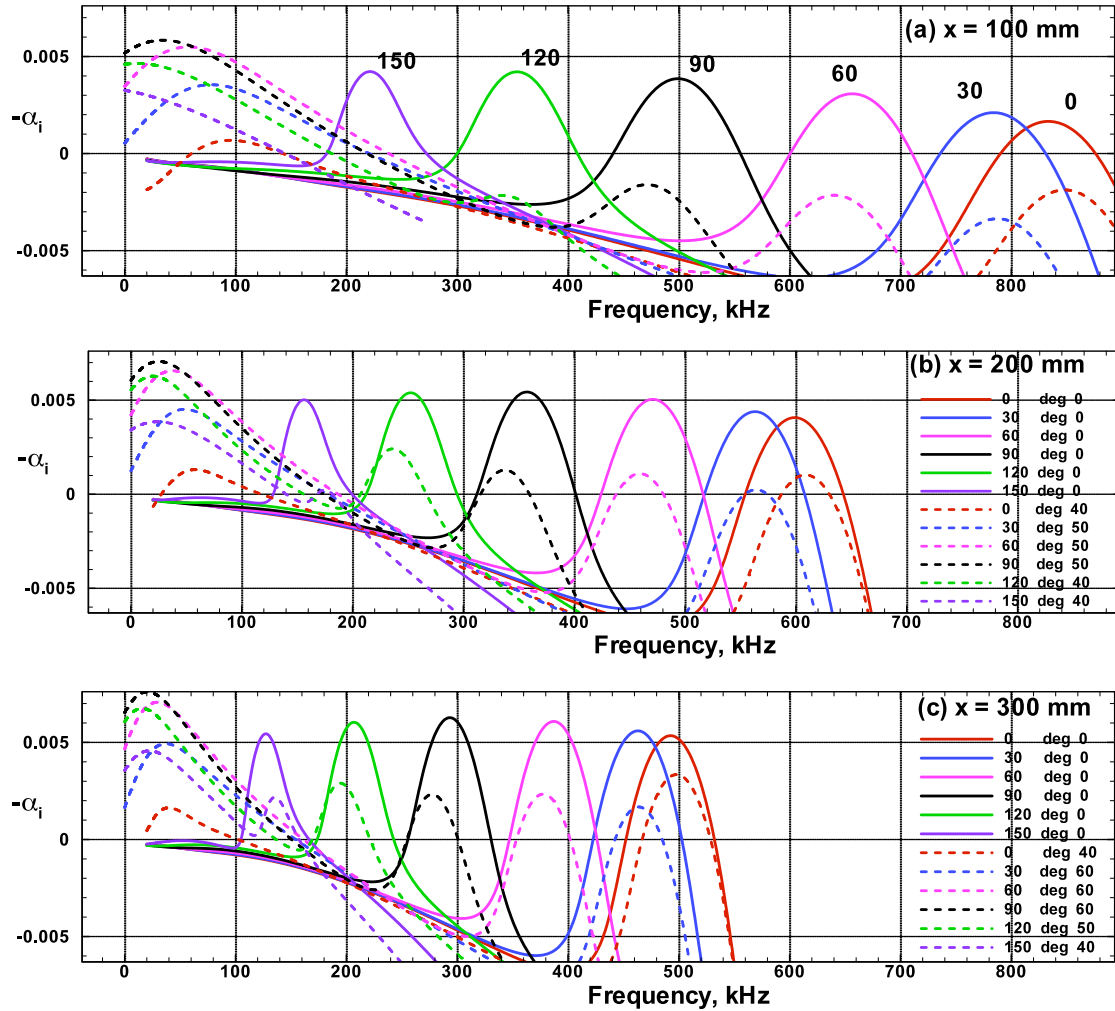 (a) x = 100 mm
150
120
90
60
30
0
0.005
0
-0.005
-αi
0 100 200 300 400 500 600 700 800
Frequency, kHz
(b) x = 200 mm
0.005
0
-0.005
-αi
0 deg 0
30 deg 0
60 deg 0
90 deg 0
120 deg 0
150 deg 0
0 deg 40
30 deg 50
60 deg 50
90 deg 50
120 deg 40
150 deg 40
0 100 200 300 400 500 600 700 800
Frequency, kHz
(c) x = 300 mm
0.005
0
-0.005
-αi
0 deg 0
30 deg 0
60 deg 0
90 deg 0
120 deg 0
150 deg 0
0 deg 40
30 deg 60
60 deg 60
90 deg 60
120 deg 50
150 deg 40
0 100 200 300 400 500 600 700 800
Frequency, kHz